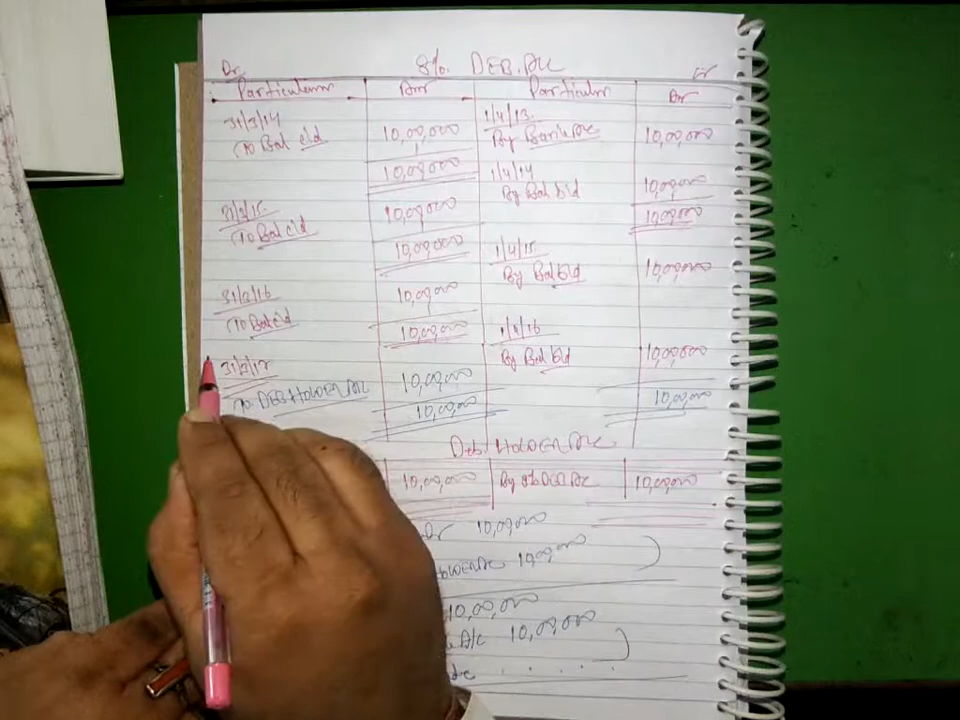 Dr 8% DEB. A/c Cr
Particulars Amt Particulars Amt
31/3/14 1/4/13
To Bal c/d 10,00,000 By Bank A/c 10,00,000
10,00,000 1/4/14
By Bal b/d 10,00,000
31/3/15 10,00,000 10,00,000
To Bal c/d
10,00,000 1/4/15
By Bal b/d 10,00,000
31/3/16 10,00,000
To Bal c/d 10,00,000 1/4/16
By Bal b/d 10,00,000
31/3/17 10,00,000
To DEB. HOLDER A/c 10,00,000 10,00,000
Deb. HOLDER A/c
10,00,000 By 8% DEB A/c 10,00,000
Dr 10,00,000
HOLDER A/c 10,00,000
10,00,000
A/c 10,00,000